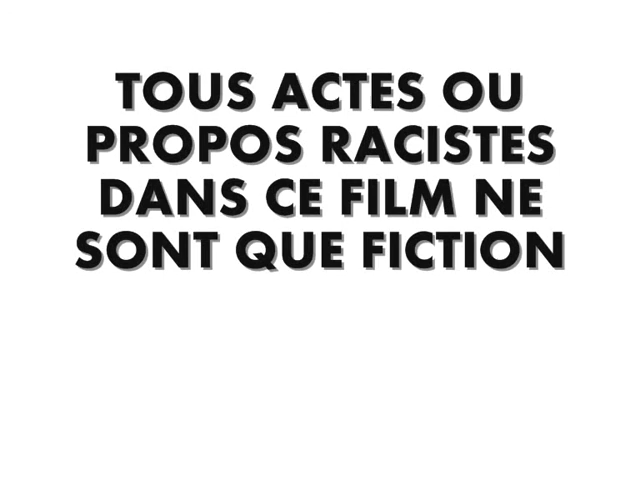 TOUS ACTES OU
PROPOS RACISTES
DANS CE FILM NE
SONT QUE FICTION